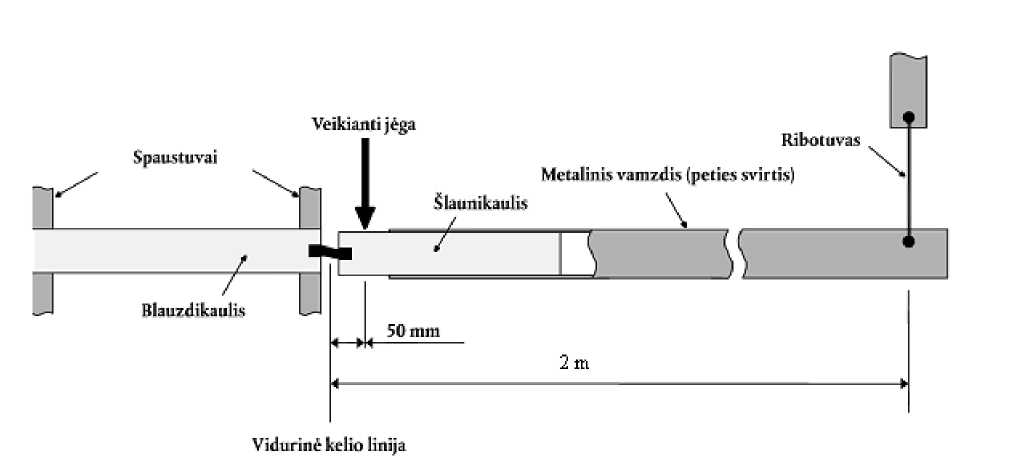 Veikianti jėga
Spaustuvai
Ribotuvas
Metalinis vamzdis (peties svirtis)
Šlaunikaulis
Blauzdikaulis
50 mm
2 m
Vidurinė kelio linija